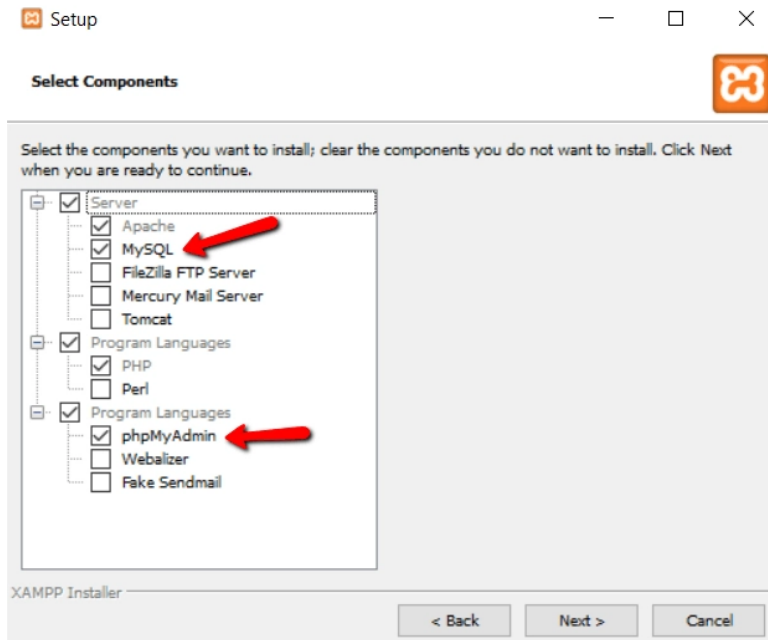 Setup
Select Components
Select the components you want to install; clear the components you do not want to install. Click Next
when you are ready to continue.
Server
Apache
MySQL
FileZilla FTP Server
Mercury Mail Server
Tomcat
Program Languages
PHP
Perl
Program Languages
phpMyAdmin
Webalizer
Fake Sendmail
XAMPP Installer
< Back
Next >
Cancel